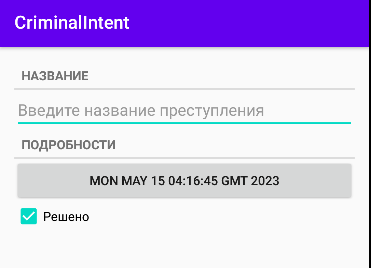 CriminalIntent
НАЗВАНИЕ
Введите название преступления
ПОДРОБНОСТИ
MON MAY 15 04:16:45 GMT 2023
Решено